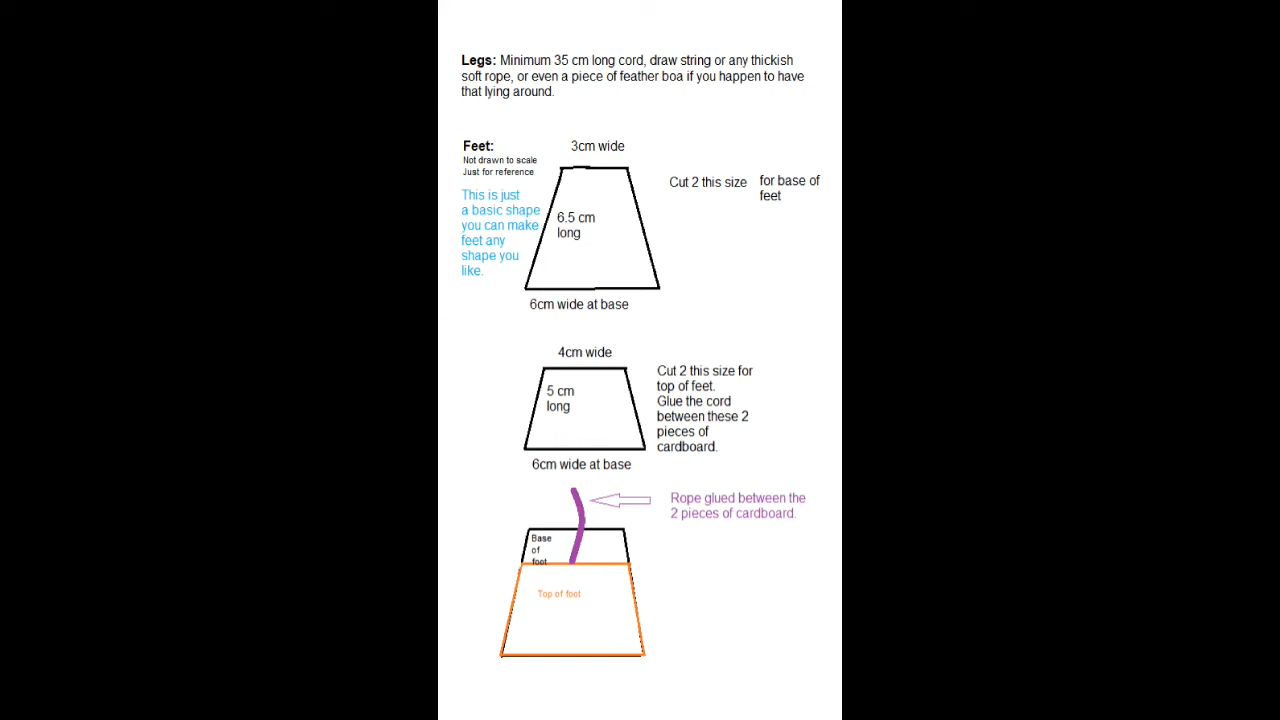 Legs: Minimum 35 cm long cord, draw string or any thickish
soft rope, or even a piece of feather boa if you happen to have
that lying around.
Feet:
Not drawn to scale
Just for reference
3cm wide
This is just
a basic shape
you can make
feet any
shape you
like.
6.5 cm
long
Cut 2 this size
for base of
feet
6cm wide at base
4cm wide
5 cm
long
Cut 2 this size for
top of feet.
Glue the cord
between these 2
pieces of
cardboard.
6cm wide at base
Rope glued between the
2 pieces of cardboard.
Base
of
foot
Top of foot